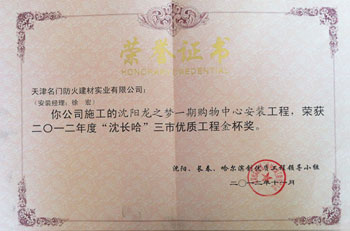 荣誉证书
HONORARY CREDENTIAL
天津名门防火建材实业有限公司：
（安装经理：徐 宏）
你公司施工的沈阳龙之梦一期购物中心安装工程，荣获
二〇一二年度“沈长哈”三市优质工程金杯奖。
沈阳、长春、哈尔滨创优质工程领导小组
二〇一二年十一月